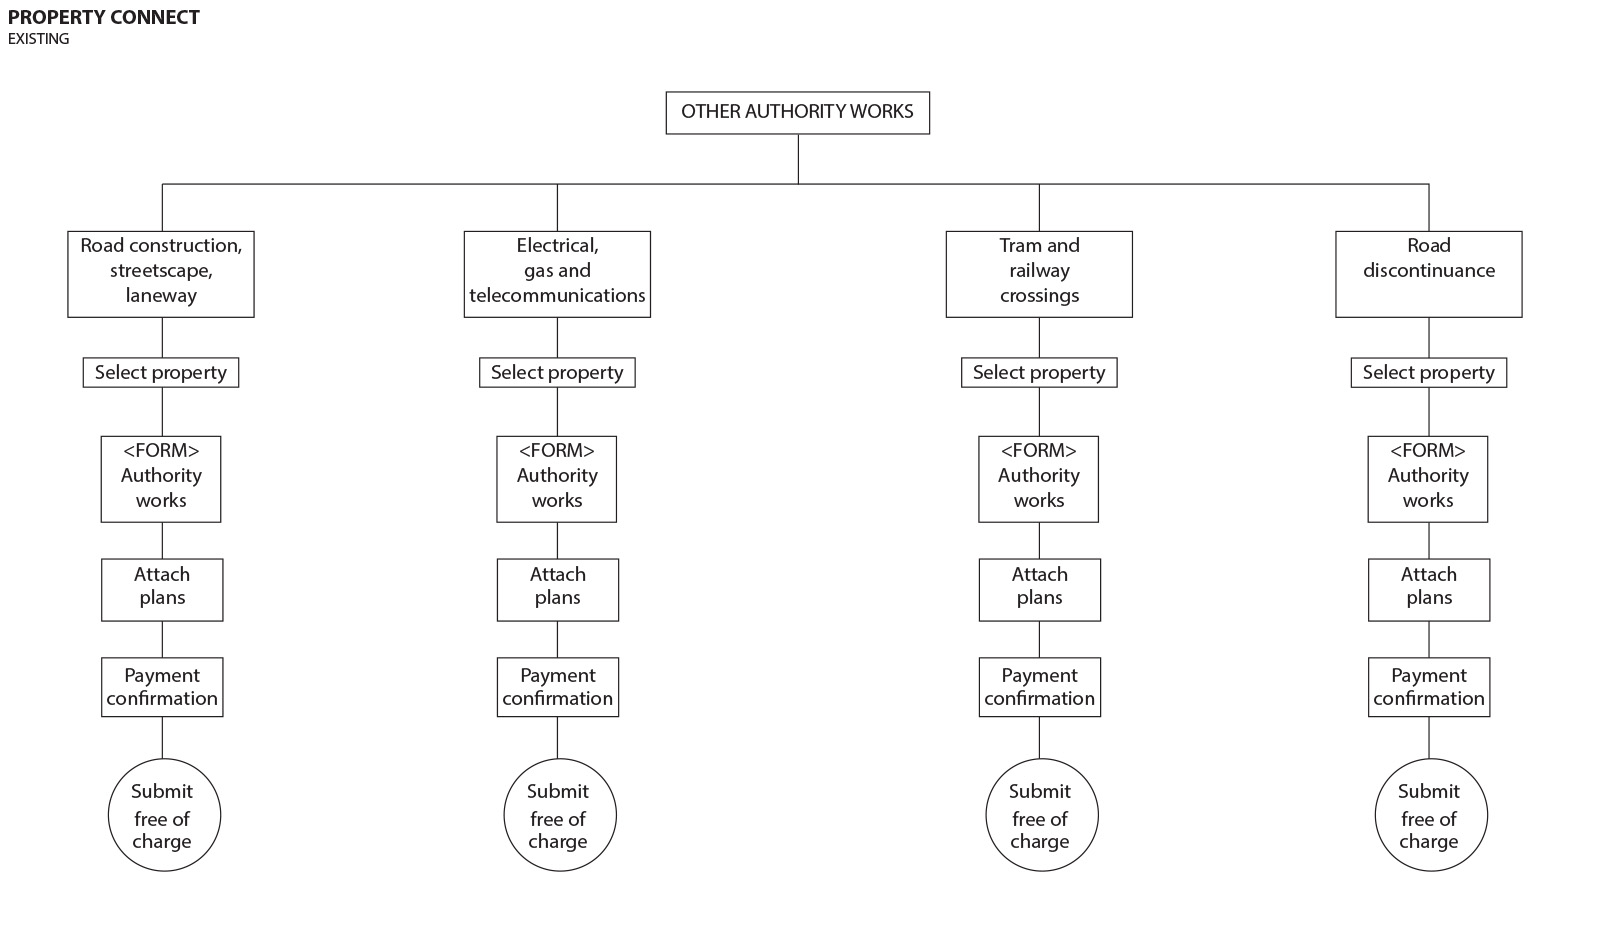 PROPERTY CONNECT
EXISTING
OTHER AUTHORITY WORKS
Road construction,
streetscape,
laneway
Select property
<FORM>
Authority
works
Attach
plans
Payment
confirmation
Submit
free of
charge
Electrical,
gas and
telecommunications
Select property
<FORM>
Authority
works
Attach
plans
Payment
confirmation
Submit
free of
charge
Tram and
railway
crossings
Select property
<FORM>
Authority
works
Attach
plans
Payment
confirmation
Submit
free of
charge
Road
discontinuance
Select property
<FORM>
Authority
works
Attach
plans
Payment
confirmation
Submit
free of
charge